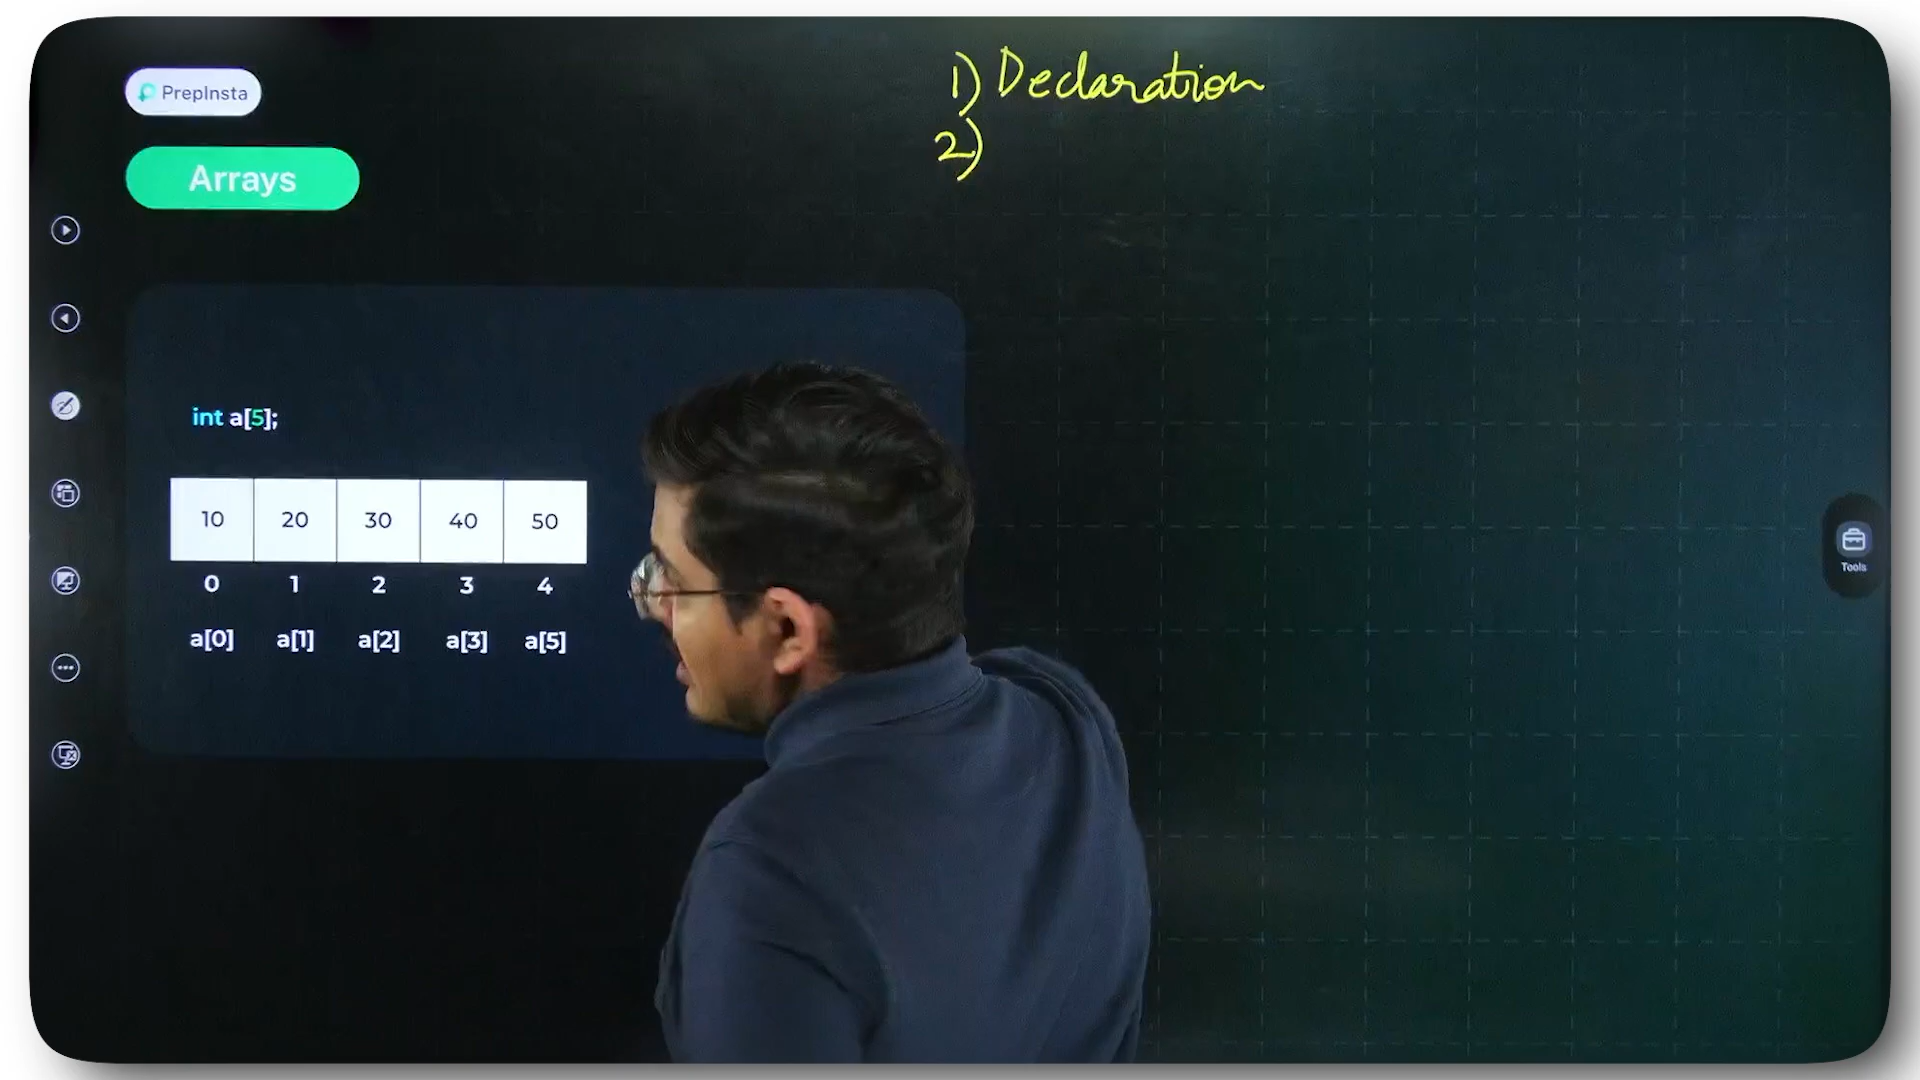 PrepInsta
Arrays
1) Declaration
2)
int a[5];
10 20 30 40 50
0 1 2 3 4
a[0] a[1] a[2] a[3] a[5]
Tools